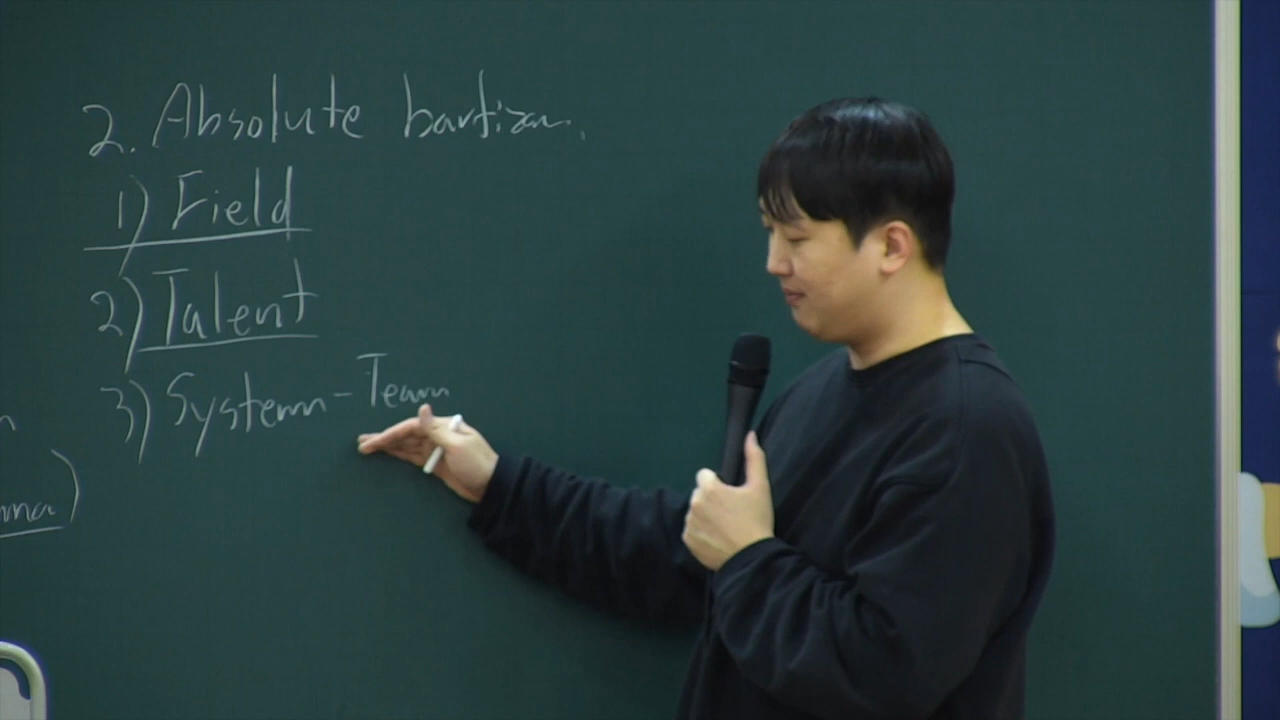 2. Absolute bartizan.
1) Field
2) Talent
3) System - Team